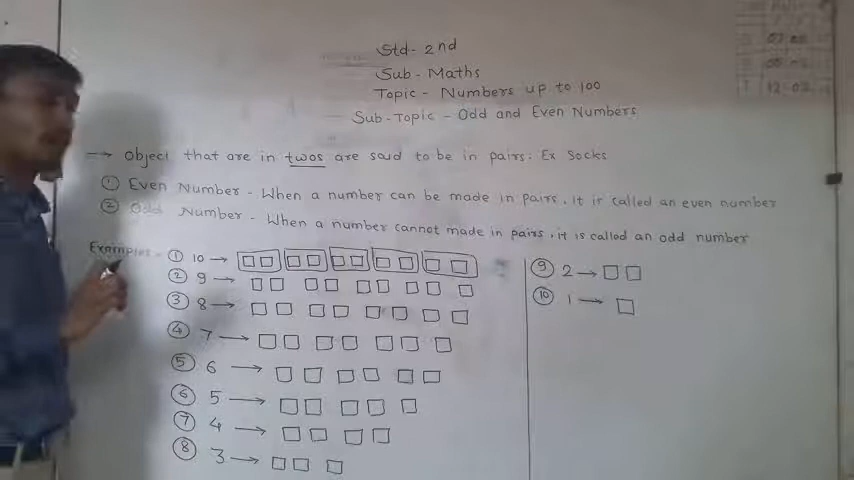 Std- 2nd
Sub - Maths
Topic - Numbers up to 100
Sub-Topic - Odd and Even Numbers
→ Object that are in twos are said to be in pairs. Ex Socks
① Even Number - When a number can be made in pairs, it is called an even number
② Odd Number - When a number cannot made in pairs, it is called an odd number
Examples - ① 10 →
② 9 →
③ 8 →
④ 7 →
⑤ 6 →
⑥ 5 →
⑦ 4 →
⑧ 3 →
⑨ 2 →
⑩ 1 →